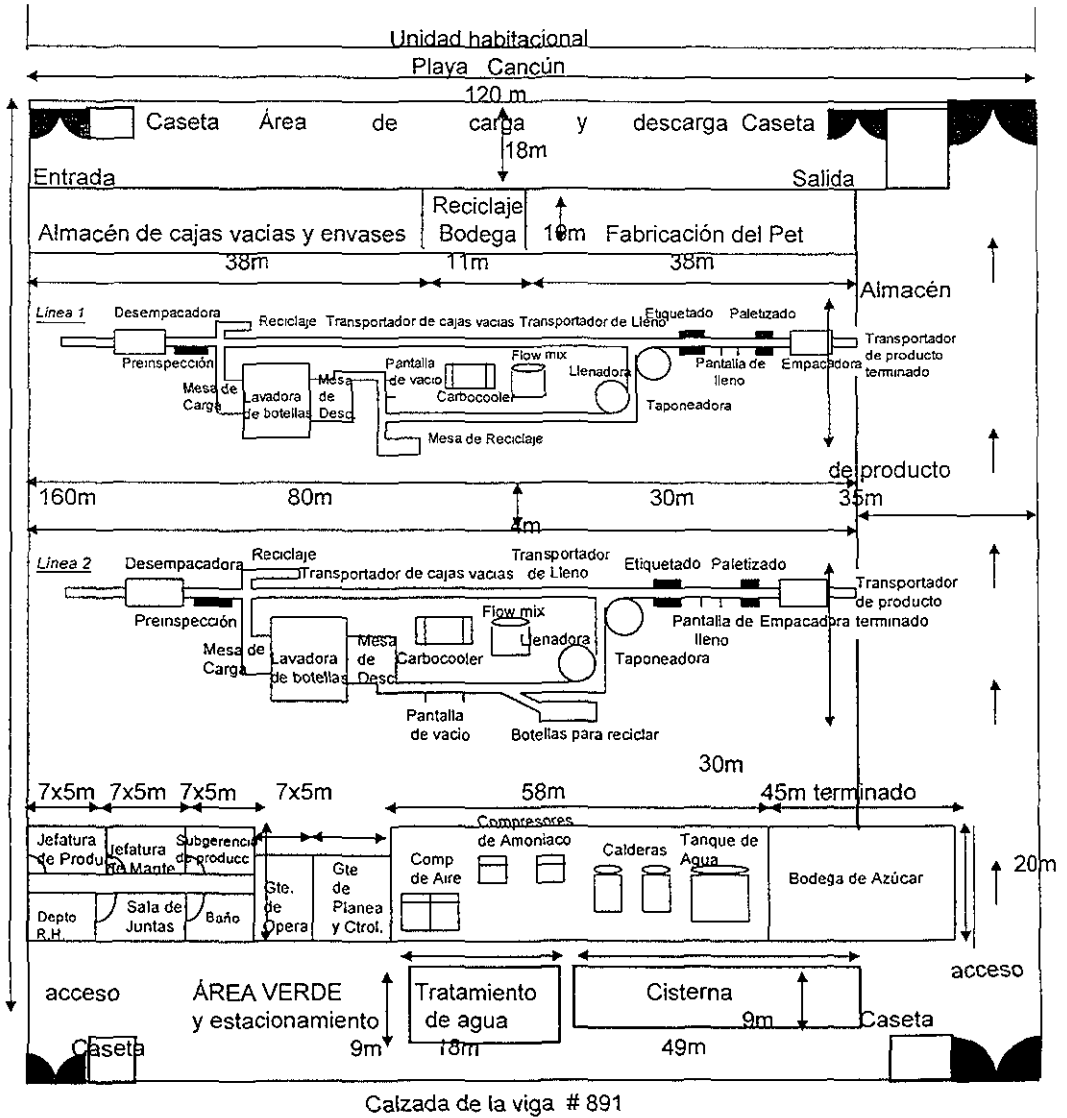 Unidad habitacional
Playa Cancún
120 m
Caseta Área de carga y descarga Caseta
18m
Entrada
Salida
Reciclaje
Bodega
Almacén de cajas vacias y envases
10m
Fabricación del Pet
38m
11m
38m
Almacén
Línea 1
Desempacadora
Reciclaje
Transportador de cajas vacias
Transportador de Lleno
Etiquetado
Paletizado
Transportador
de producto
terminado
Preinspección
Pantalla
de vacio
Flow mix
Carbocooler
Llenadora
Pantalla de
lleno
Empacadora
Mesa de
Carga
Lavadora
de botellas
Mesa
de
Desc.
Taponeadora
Mesa de Reciclaje
de producto
160m
80m
30m
35m
4m
Línea 2
Desempacadora
Reciclaje
Transportador de cajas vacias
Transportador
de Lleno
Etiquetado
Paletizado
Transportador
de producto
terminado
Preinspección
Flow mix
Llenadora
Pantalla de
lleno
Empacadora
Mesa de
Carga
Lavadora
de botellas
Mesa
de
Desc
Carbocooler
Taponeadora
Pantalla
de vacio
Botellas para reciclar
30m
7x5m
7x5m
7x5m
7x5m
58m
45m terminado
Jefatura
de Produ
Jefatura
de Mante
Subgerencia
de producc
Compresores
de Amoniaco
Comp
de Aire
Calderas
Tanque de
Agua
Bodega de Azúcar
20m
Gte.
de
Opera
Gte
de
Planea
y Ctrol.
Depto
R.H.
Sala de
Juntas
Baño
acceso
acceso
ÁREA VERDE
y estacionamiento
Tratamiento
de agua
Cisterna
9m
Caseta
Caseta
9m
18m
49m
Calzada de la viga # 891